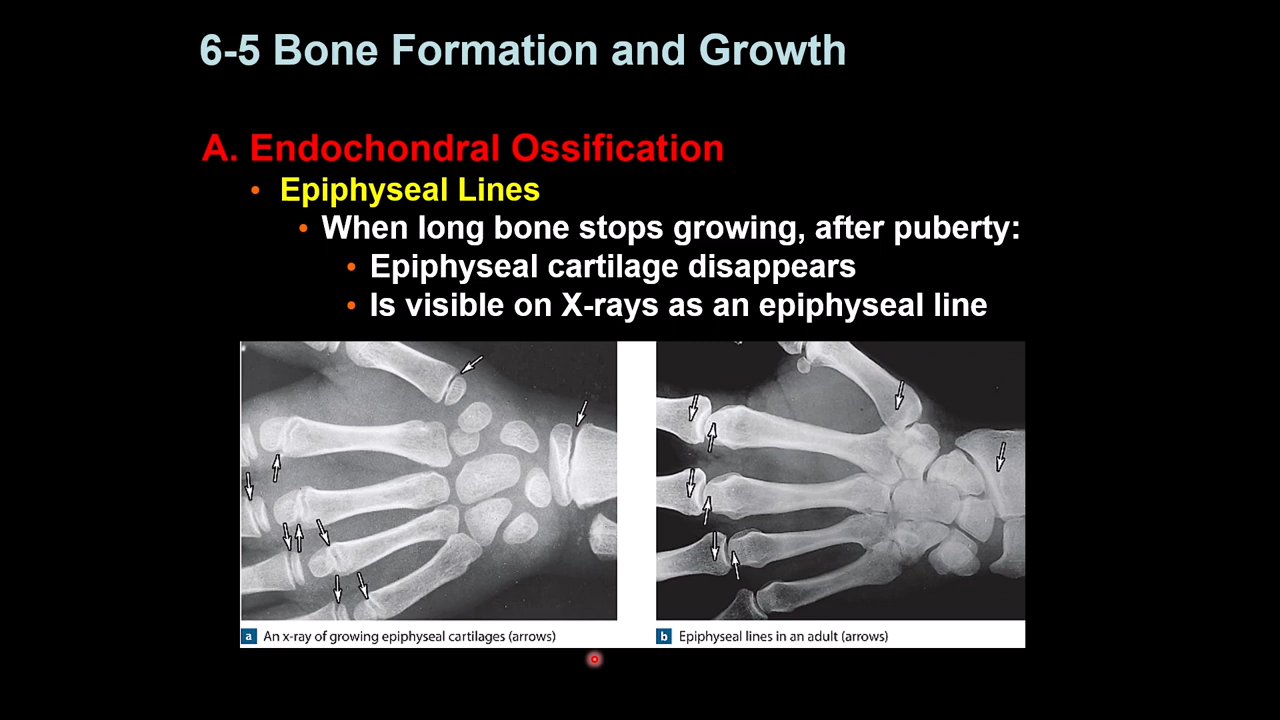 6-5 Bone Formation and Growth
A. Endochondral Ossification
• Epiphyseal Lines
• When long bone stops growing, after puberty:
• Epiphyseal cartilage disappears
• Is visible on X-rays as an epiphyseal line
a An x-ray of growing epiphyseal cartilages (arrows)
b Epiphyseal lines in an adult (arrows)